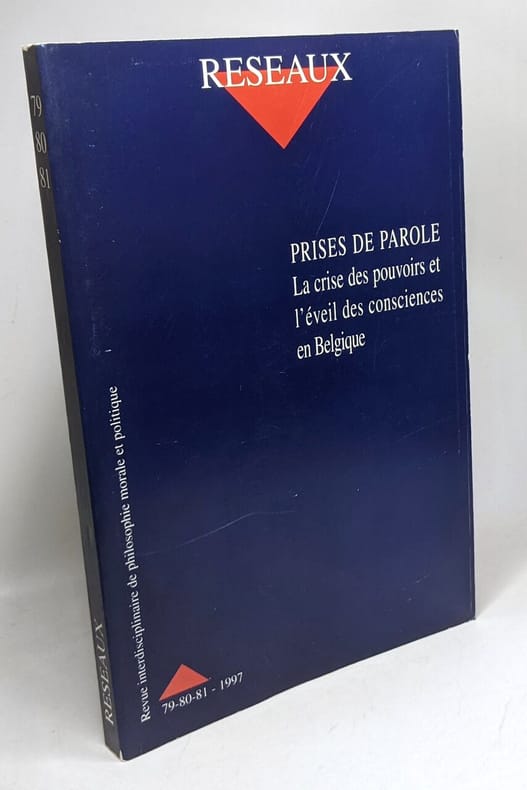 RESEAUX
PRISES DE PAROLE
La crise des pouvoirs et
l'éveil des consciences
en Belgique
Revue interdisciplinaire de philosophie morale et politique
79-80-81 - 1997
79
80
81
RESEAUX